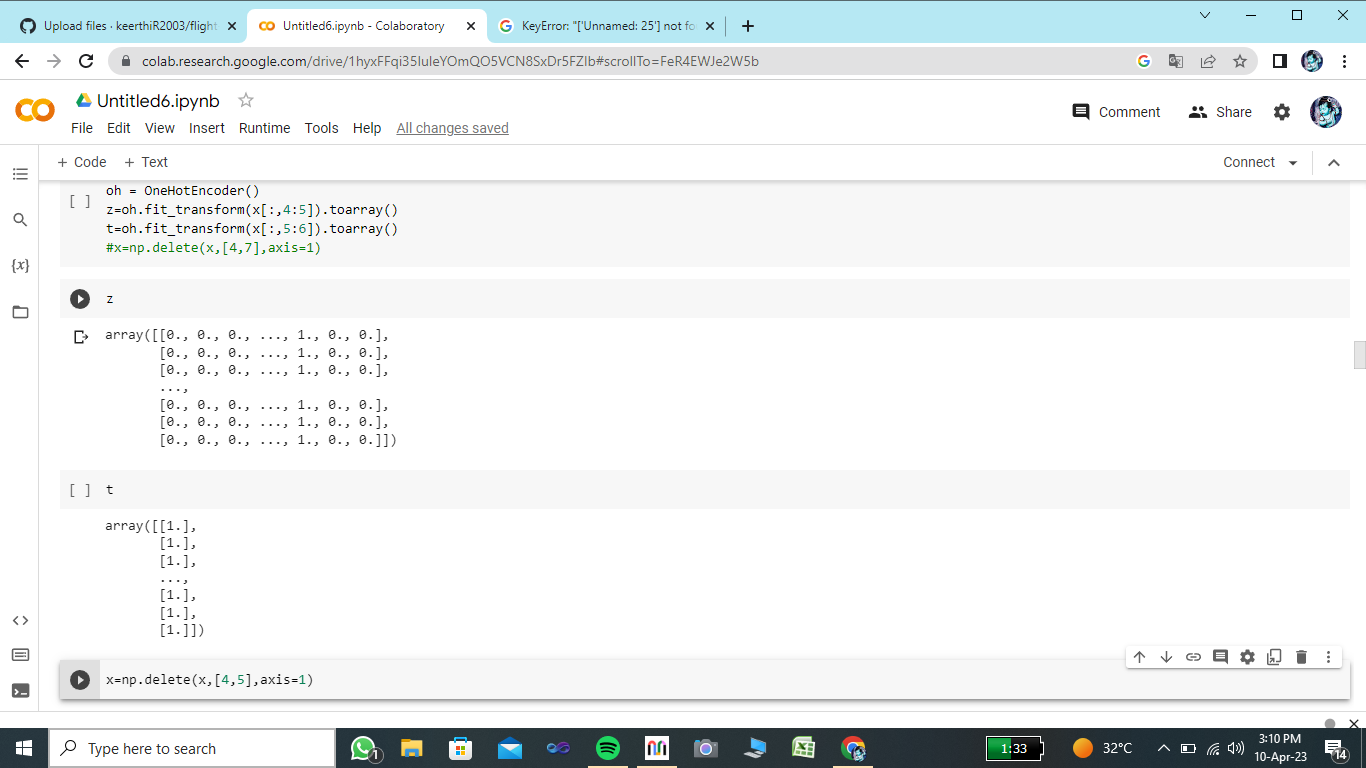 Upload files · keerthiR2003/flight
Untitled6.ipynb - Colaboratory
KeyError: "['Unnamed: 25'] not fo
colab.research.google.com/drive/1hyxFFqi35IuleYOmQO5VCN8SxDr5FZIb#scrollTo=FeR4EWJe2W5b
Untitled6.ipynb
File Edit View Insert Runtime Tools Help All changes saved
Comment
Share
+ Code + Text
Connect
oh = OneHotEncoder()
[ ]
z=oh.fit_transform(x[:,4:5]).toarray()
t=oh.fit_transform(x[:,5:6]).toarray()
#x=np.delete(x,[4,7],axis=1)
{x}
z
array([[0., 0., 0., ..., 1., 0., 0.],
[0., 0., 0., ..., 1., 0., 0.],
[0., 0., 0., ..., 1., 0., 0.],
...,
[0., 0., 0., ..., 1., 0., 0.],
[0., 0., 0., ..., 1., 0., 0.],
[0., 0., 0., ..., 1., 0., 0.]])
[ ] t
array([[1.],
[1.],
[1.],
...,
[1.],
[1.],
[1.]])
x=np.delete(x,[4,5],axis=1)
Type here to search
1
1:33
32°C
3:10 PM
10-Apr-23
14